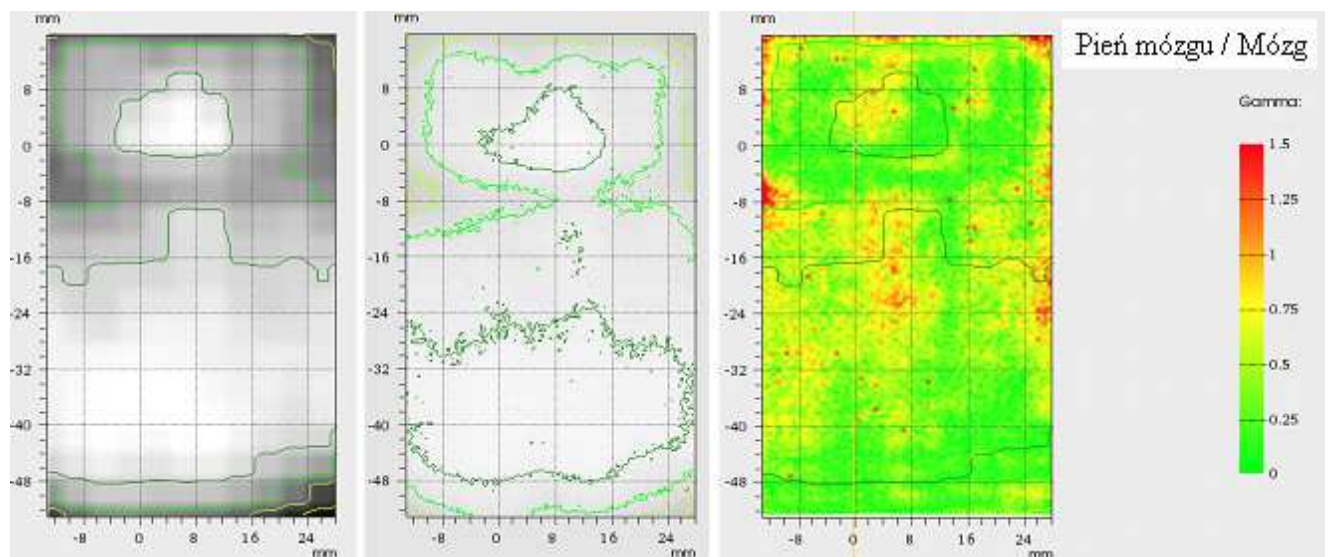 mm mm mm
Pień mózgu / Mózg
Gamma:
8 8 8 1.5
0 0 0 1.25
-8 -8 -8 1
-16 -16 -16 0.75
-24 -24 -24 0.5
-32 -32 -32 0.25
-40 -40 -40 0
-48 -48 -48
-8 0 8 16 24 -8 0 8 16 24 -8 0 8 16 24
mm mm mm